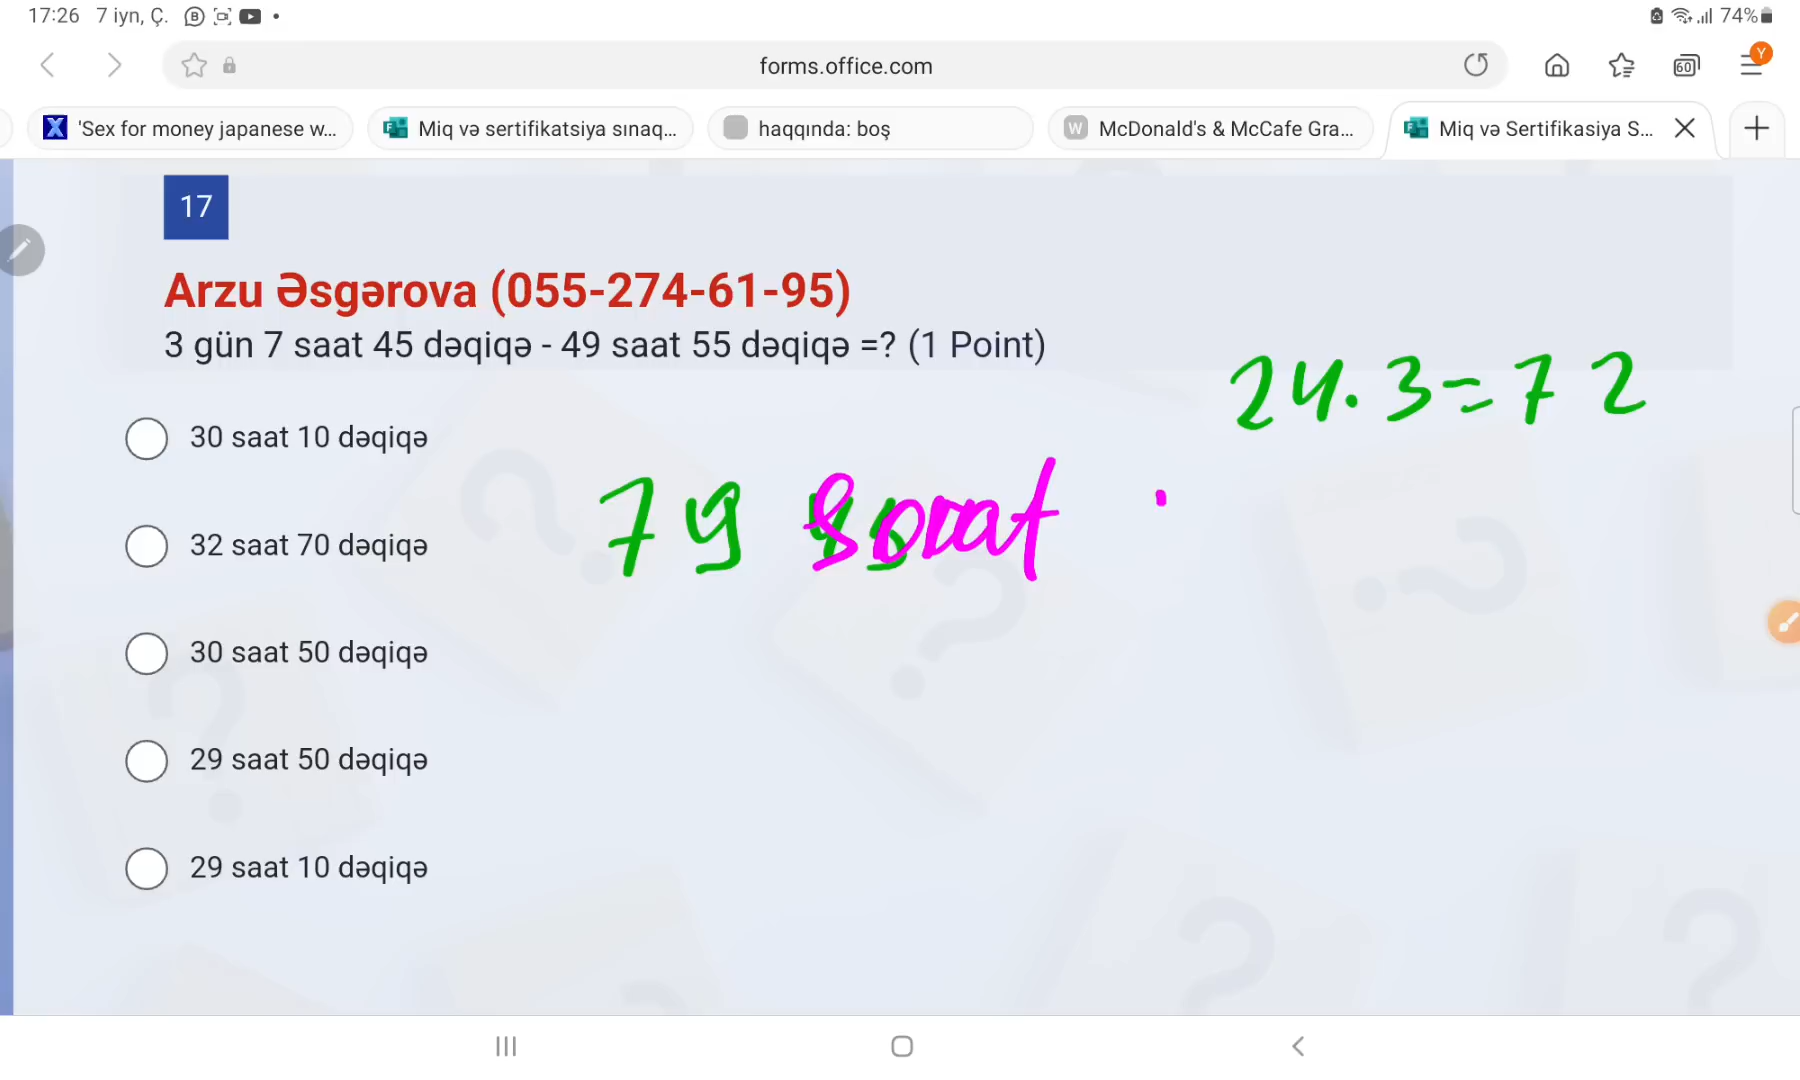 17:26 7 iyn, Ç. 74%
forms.office.com 60 Y
'Sex for money japanese w... Miq və sertifikatsiya sınaq... haqqında: boş McDonald's & McCafe Gra... Miq və Sertifikasiya S...
17
Arzu Əsgərova (055-274-61-95)
3 gün 7 saat 45 dəqiqə - 49 saat 55 dəqiqə =? (1 Point)
24.3=72
30 saat 10 dəqiqə
79 saat
32 saat 70 dəqiqə
30 saat 50 dəqiqə
29 saat 50 dəqiqə
29 saat 10 dəqiqə